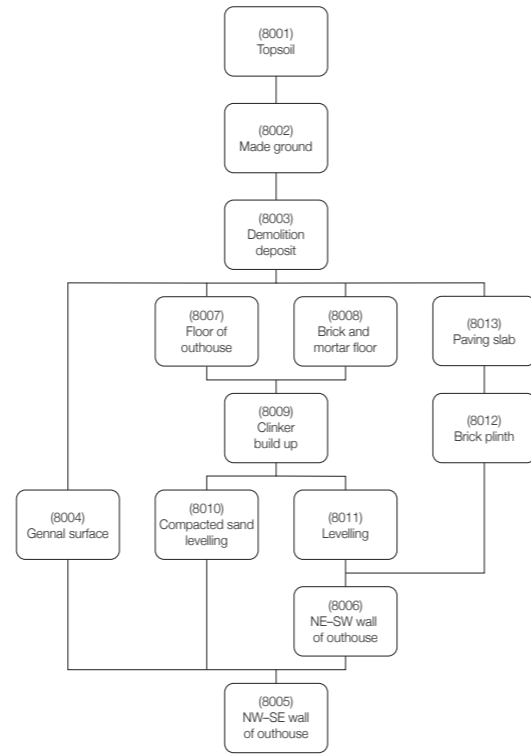 (8001)
Topsoil
(8002)
Made ground
(8003)
Demolition
deposit
(8007)
Floor of
outhouse
(8008)
Brick and
mortar floor
(8013)
Paving slab
(8009)
Clinker
build up
(8012)
Brick plinth
(8004)
Gennal surface
(8010)
Compacted sand
levelling
(8011)
Levelling
(8006)
NE–SW wall
of outhouse
(8005)
NW–SE wall
of outhouse